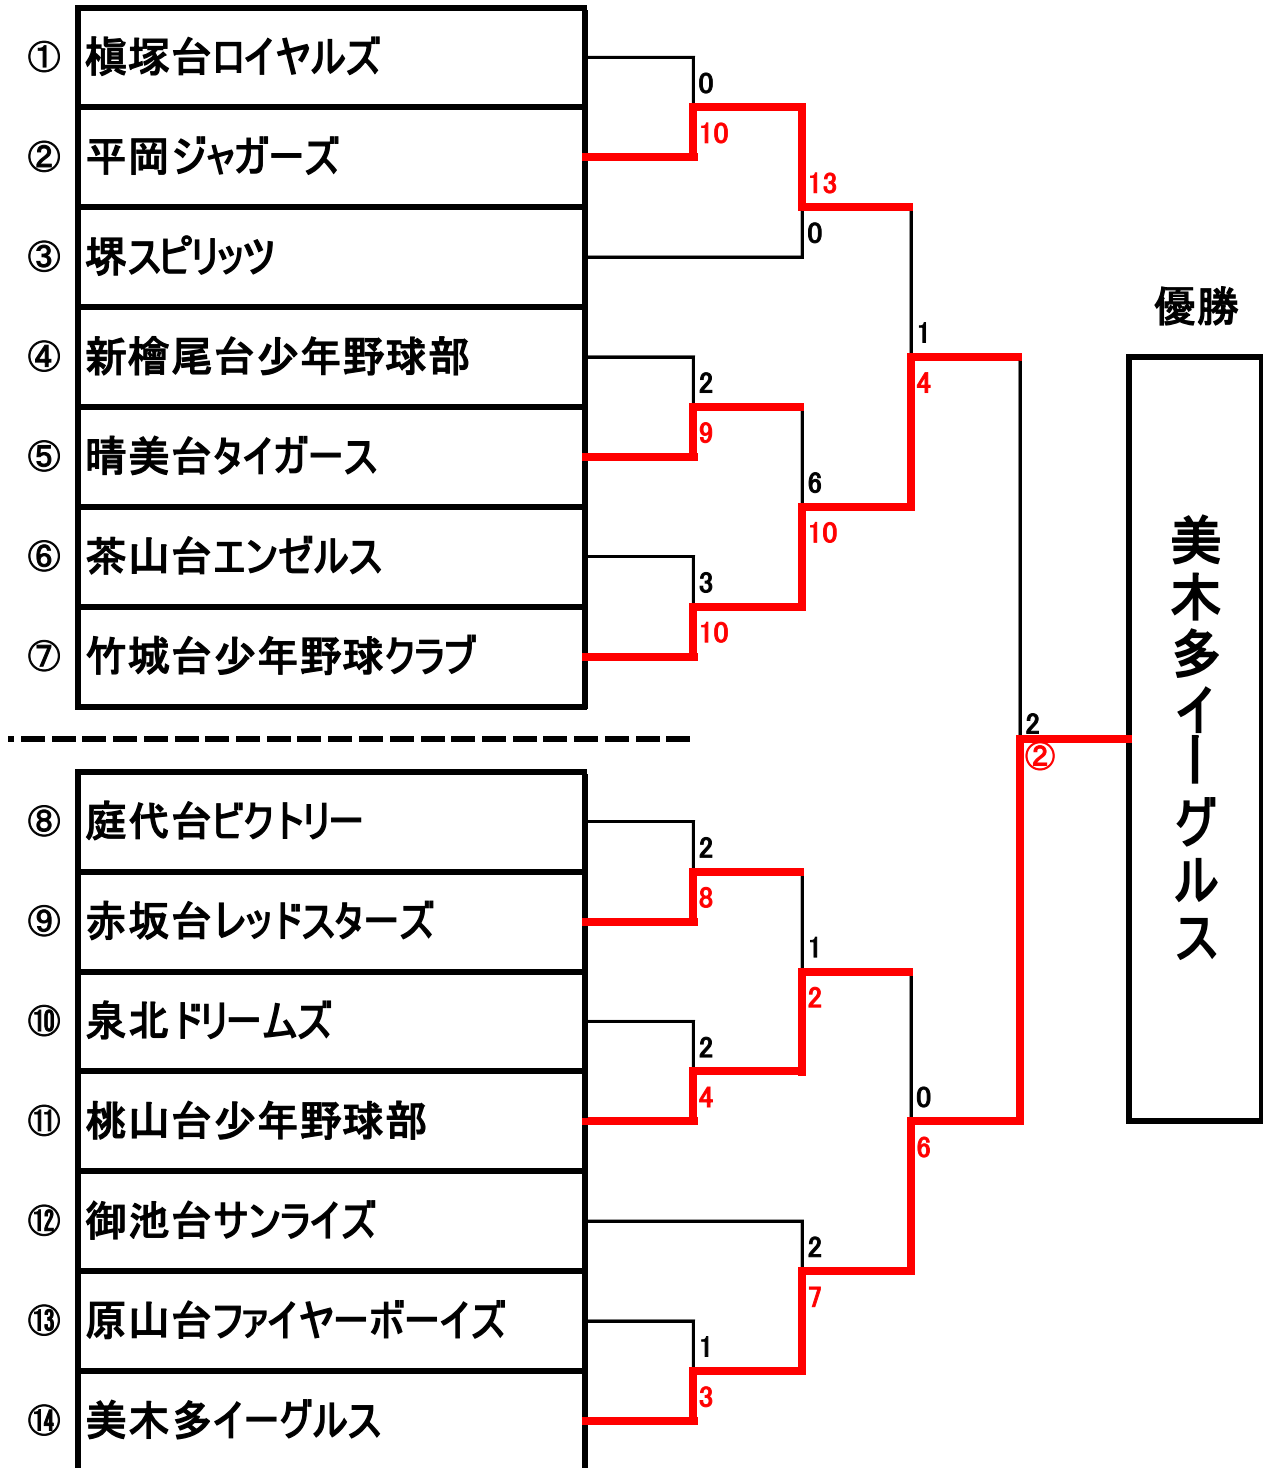 ① 槇塚台ロイヤルズ
0
10
② 平岡ジャガーズ
13
0
③ 堺スピリッツ
優勝
1
4
④ 新檜尾台少年野球部
2
9
⑤ 晴美台タイガース
6
10
⑥ 茶山台エンゼルス
3
10
⑦ 竹城台少年野球クラブ
2
②
美木多イーグルス
⑧ 庭代台ビクトリー
2
8
⑨ 赤坂台レッドスターズ
1
2
⑩ 泉北ドリームズ
2
4
⑪ 桃山台少年野球部
0
6
⑫ 御池台サンライズ
2
7
⑬ 原山台ファイヤーボーイズ
1
3
⑭ 美木多イーグルス